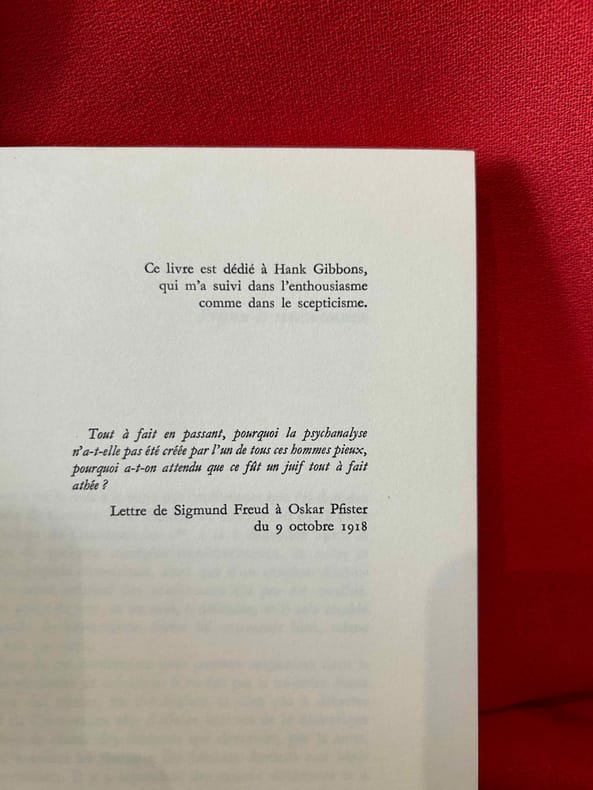 Ce livre est dédié à Hank Gibbons,
qui m'a suivi dans l'enthousiasme
comme dans le scepticisme.
Tout à fait en passant, pourquoi la psychanalyse
n'a-t-elle pas été créée par l'un de tous ces hommes pieux,
pourquoi a-t-on attendu que ce fût un juif tout à fait
athée ?
Lettre de Sigmund Freud à Oskar Pfister
du 9 octobre 1918